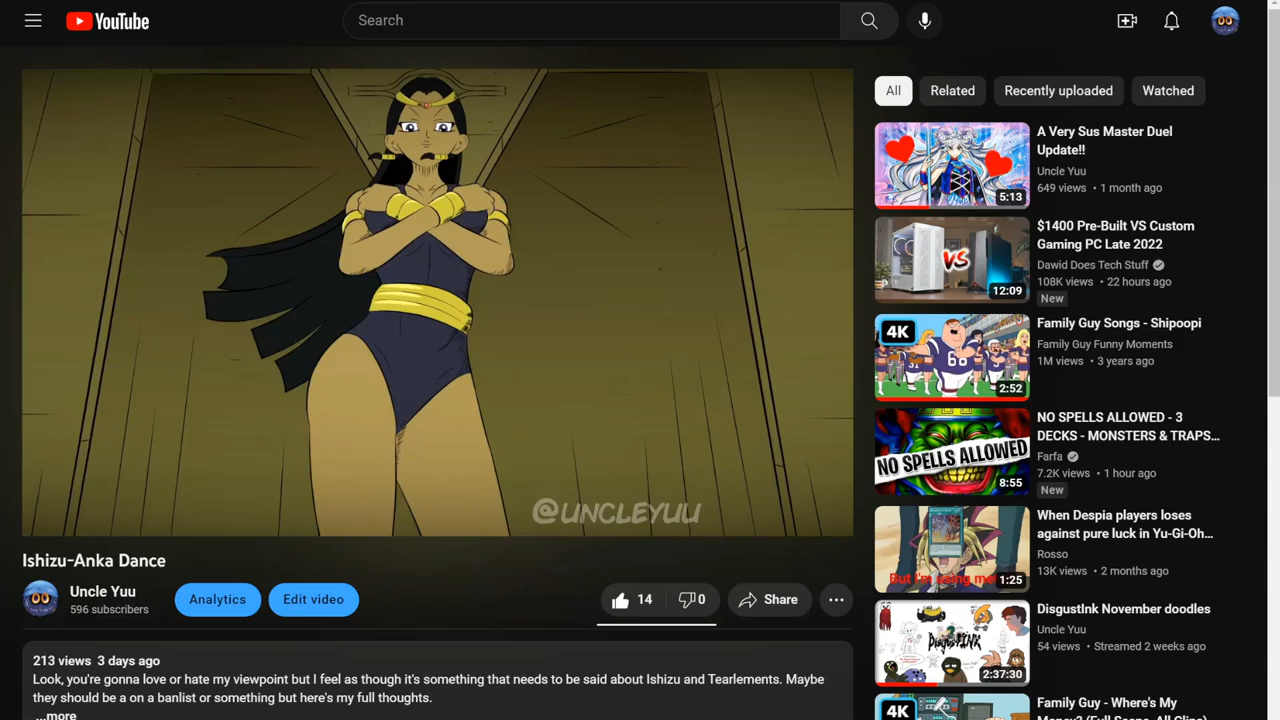 YouTube
Search
@UNCLEYUU
Ishizu-Anka Dance
Uncle Yuu
596 subscribers
Analytics
Edit video
14
0
Share
213 views 3 days ago
Look, you're gonna love or hate my viewpoint but I feel as though it's something that needs to be said about Ishizu and Tearlements. Maybe
they should be a on a banlist or something but here's my full thoughts.
...more
All
Related
Recently uploaded
Watched
5:13
A Very Sus Master Duel
Update!!
Uncle Yuu
649 views • 1 month ago
VS
12:09
$1400 Pre-Built VS Custom
Gaming PC Late 2022
Dawid Does Tech Stuff
108K views • 22 hours ago
New
4K
68
2:52
Family Guy Songs - Shipoopi
Family Guy Funny Moments
1M views • 3 years ago
NO SPELLS ALLOWED
8:55
NO SPELLS ALLOWED - 3
DECKS - MONSTERS & TRAPS...
Farfa
7.2K views • 1 hour ago
New
But I'm using me
1:25
When Despia players loses
against pure luck in Yu-Gi-Oh...
Rosso
13K views • 2 months ago
DisgustINK
2:37:30
DisgustInk November doodles
Uncle Yuu
54 views • Streamed 2 weeks ago
4K
Family Guy - Where's My